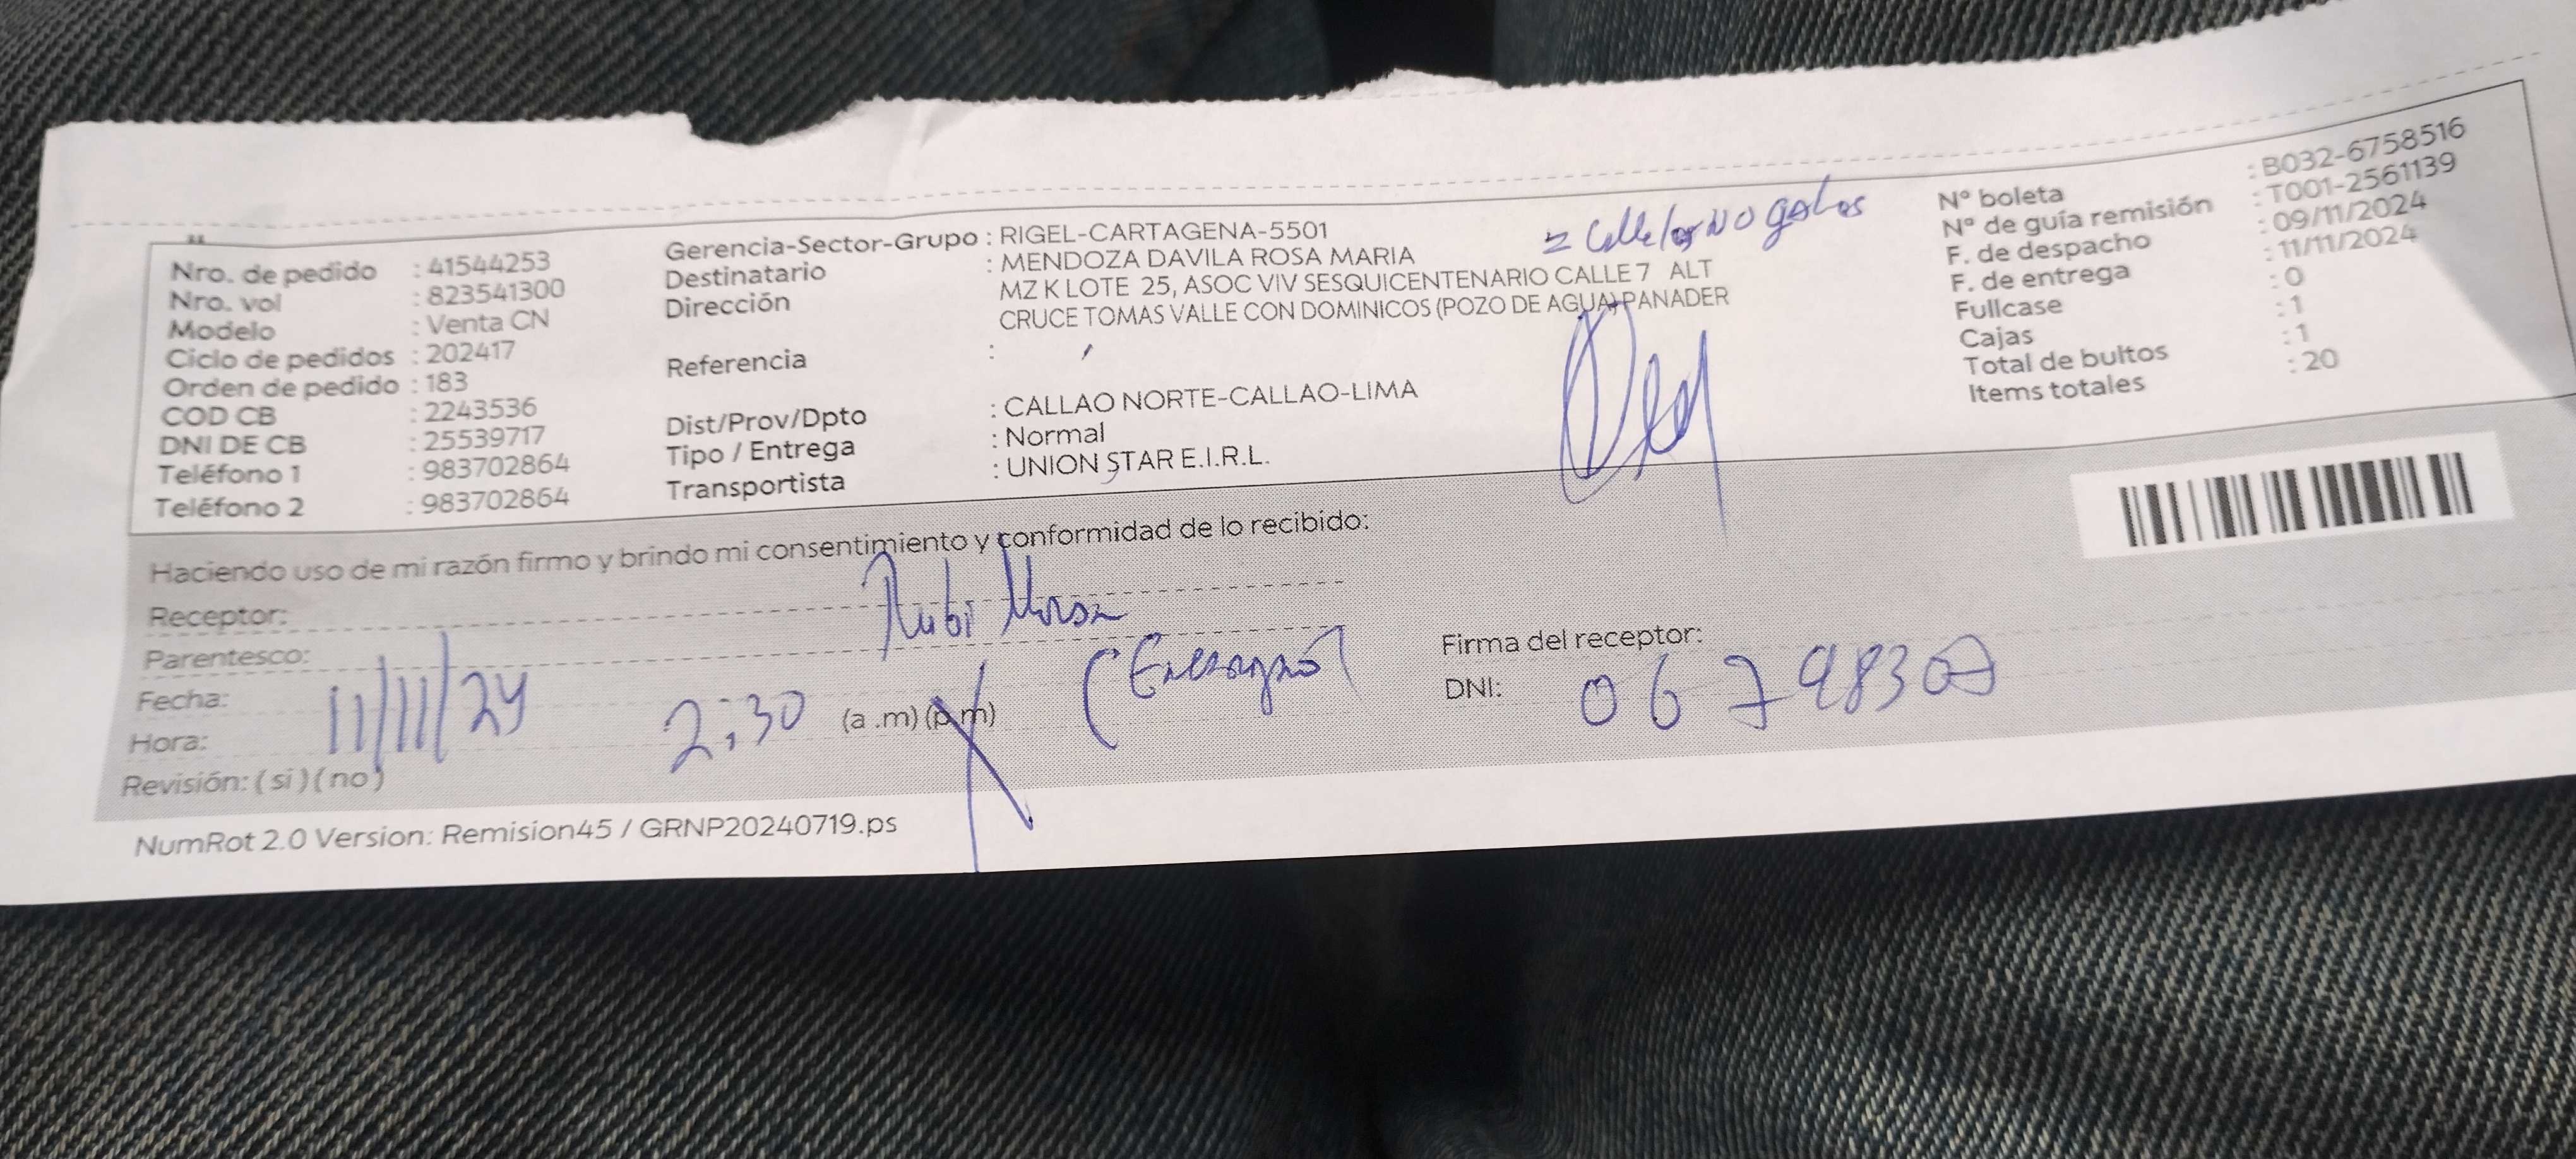 Nro. de pedido : 41544253
Nro. vol : 823541300
Modelo : Venta CN
Ciclo de pedidos : 202417
Orden de pedido : 183
COD CB : 2243536
DNI DE CB : 25539717
Teléfono 1 : 983702864
Teléfono 2 : 983702864
Gerencia-Sector-Grupo : RIGEL-CARTAGENA-5501
Destinatario : MENDOZA DAVILA ROSA MARIA
Dirección MZ K LOTE 25, ASOC VIV SESQUICENTENARIO CALLE 7 ALT
CRUCE TOMAS VALLE CON DOMINICOS (POZO DE AGUA) PANADER
Referencia :
Dist/Prov/Dpto : CALLAO NORTE-CALLAO-LIMA
Tipo / Entrega : Normal
Transportista : UNION STAR E.I.R.L.
= Calle los Nogales
Nº boleta : B032-6758516
Nº de guía remisión : T001-2561139
F. de despacho : 09/11/2024
F. de entrega : 11/11/2024
Fullcase : 0
Cajas : 1
Total de bultos : 1
Items totales : 20
Haciendo uso de mi razón firmo y brindo mi consentimiento y conformidad de lo recibido:
Receptor: Rubi
Parentesco:
Fecha: 11/11/24
Hora: 2:30 (a .m) (p.m)
Revisión: (si) (no)
Firma del receptor:
DNI:
NumRot 2.0 Version: Remision45 / GRNP20240719.ps